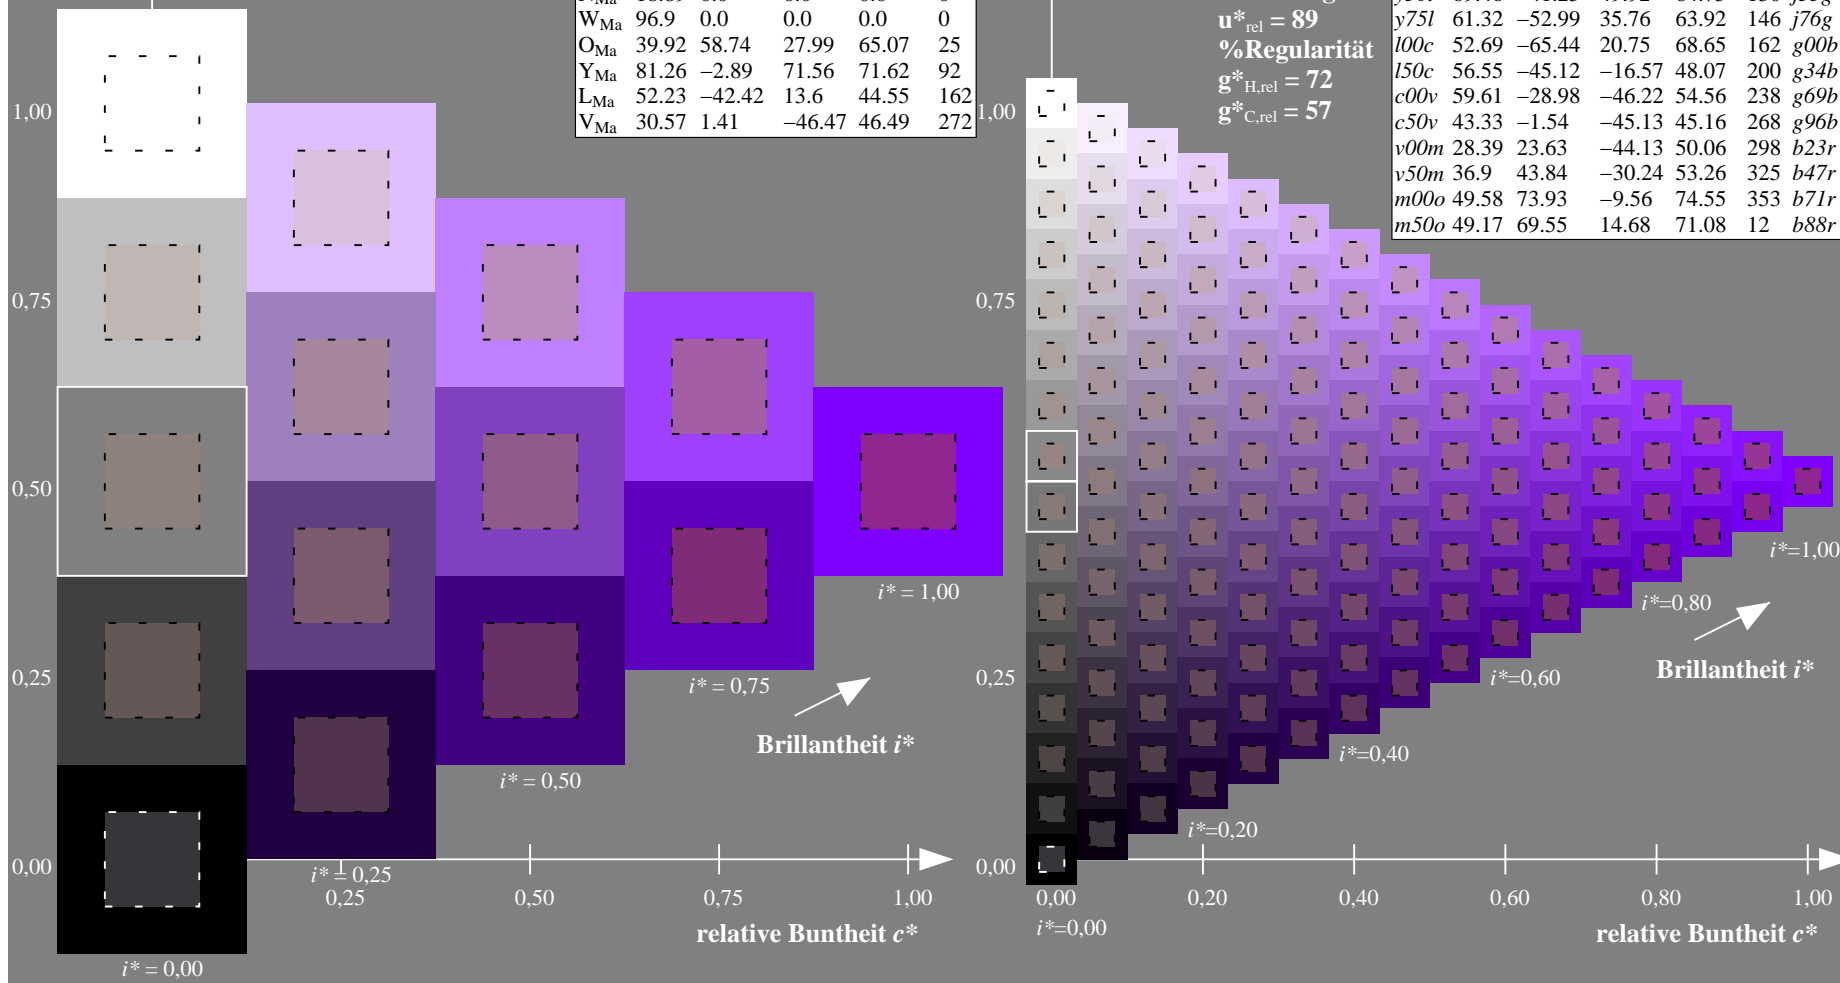 W_Ma 96.9 0.0 0.0 0.0 0
O_Ma 39.92 58.74 27.99 65.07 25
Y_Ma 81.26 −2.89 71.56 71.62 92
L_Ma 52.23 −42.42 13.6 44.55 162
V_Ma 30.57 1.41 −46.47 46.49 272
1,00
0,75
0,50
0,25
0,00
i* = 1,00
i* = 0,75
Brillantheit i*
i* = 0,50
i* = 0,25
0,25 0,50 0,75 1,00
relative Buntheit c*
i* = 0,00
u*rel = 89
%Regularität
g*H,rel = 72
g*C,rel = 57
y75l 61.32 −52.99 35.76 63.92 146 j76g
l00c 52.69 −65.44 20.75 68.65 162 g00b
l50c 56.55 −45.12 −16.57 48.07 200 g34b
c00v 59.61 −28.98 −46.22 54.56 238 g69b
c50v 43.33 −1.54 −45.13 45.16 268 g96b
v00m 28.39 23.63 −44.13 50.06 298 b23r
v50m 36.9 43.84 −30.24 53.26 325 b47r
m00o 49.58 73.93 −9.56 74.55 353 b71r
m50o 49.17 69.55 14.68 71.08 12 b88r
1,00
0,75
0,25
0,00
i*=1,00
i*=0,80
Brillantheit i*
i*=0,60
i*=0,40
i*=0,20
0,00 0,20 0,40 0,60 0,80 1,00
i*=0,00
relative Buntheit c*